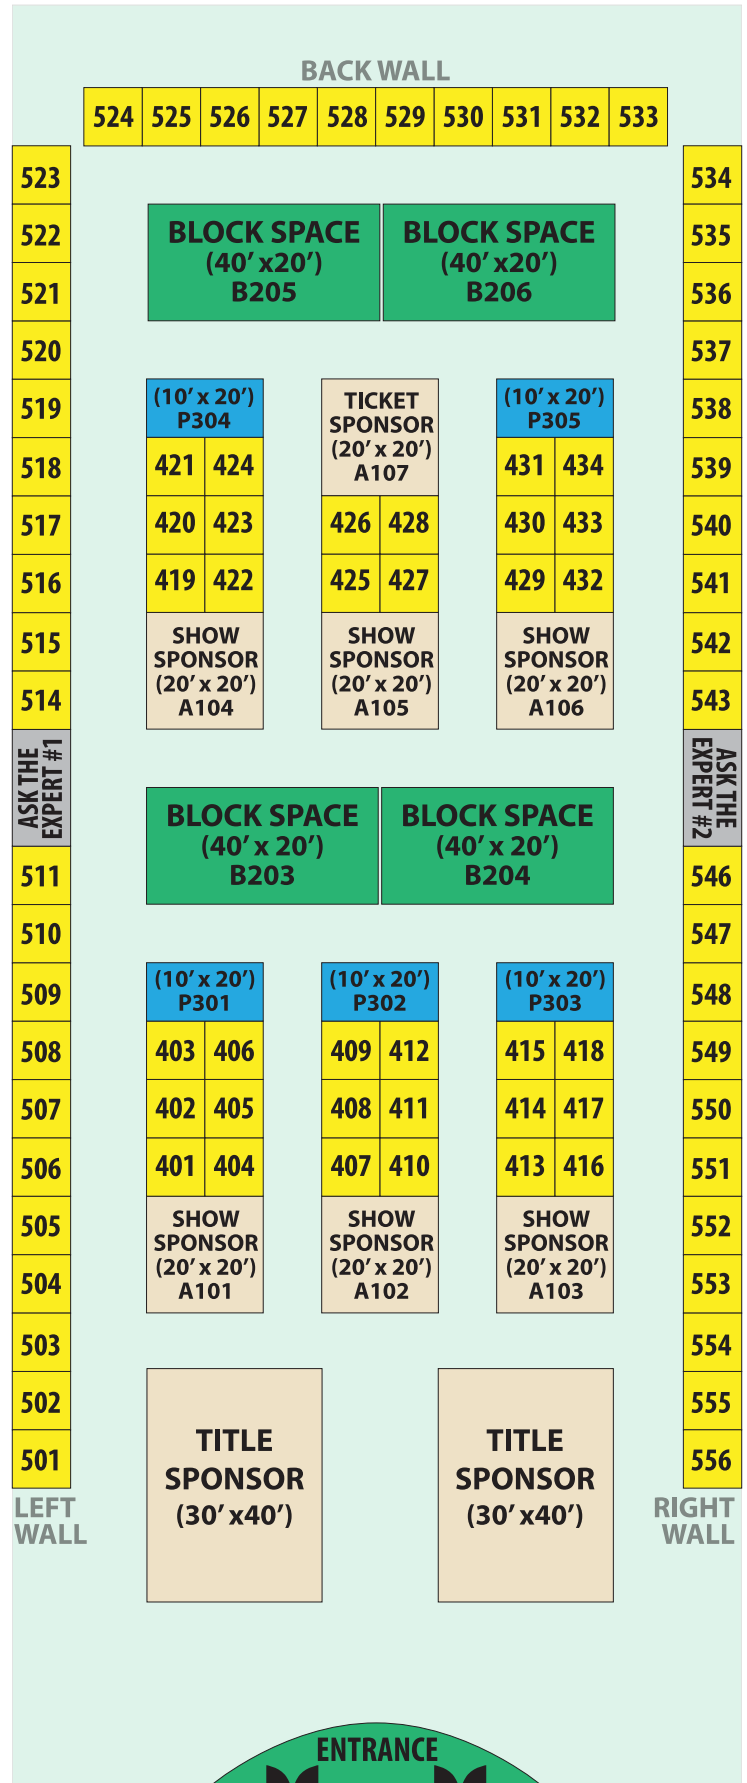 BACK WALL
524 525 526 527 528 529 530 531 532 533
523
522
521
520
519
518
517
516
515
514
ASK THE
EXPERT #1
511
510
509
508
507
506
505
504
503
502
501
LEFT
WALL
BLOCK SPACE
(40' x20')
B205
BLOCK SPACE
(40' x20')
B206
(10' x 20')
P304
421 424
420 423
419 422
SHOW
SPONSOR
(20' x 20')
A104
TICKET
SPONSOR
(20' x 20')
A107
426 428
425 427
SHOW
SPONSOR
(20' x 20')
A105
(10' x 20')
P305
431 434
430 433
429 432
SHOW
SPONSOR
(20' x 20')
A106
BLOCK SPACE
(40' x 20')
B203
BLOCK SPACE
(40' x 20')
B204
(10' x 20')
P301
403 406
402 405
401 404
SHOW
SPONSOR
(20' x 20')
A101
(10' x 20')
P302
409 412
408 411
407 410
SHOW
SPONSOR
(20' x 20')
A102
(10' x 20')
P303
415 418
414 417
413 416
SHOW
SPONSOR
(20' x 20')
A103
TITLE
SPONSOR
(30' x40')
TITLE
SPONSOR
(30' x40')
534
535
536
537
538
539
540
541
542
543
ASK THE
EXPERT #2
546
547
548
549
550
551
552
553
554
555
556
RIGHT
WALL
ENTRANCE